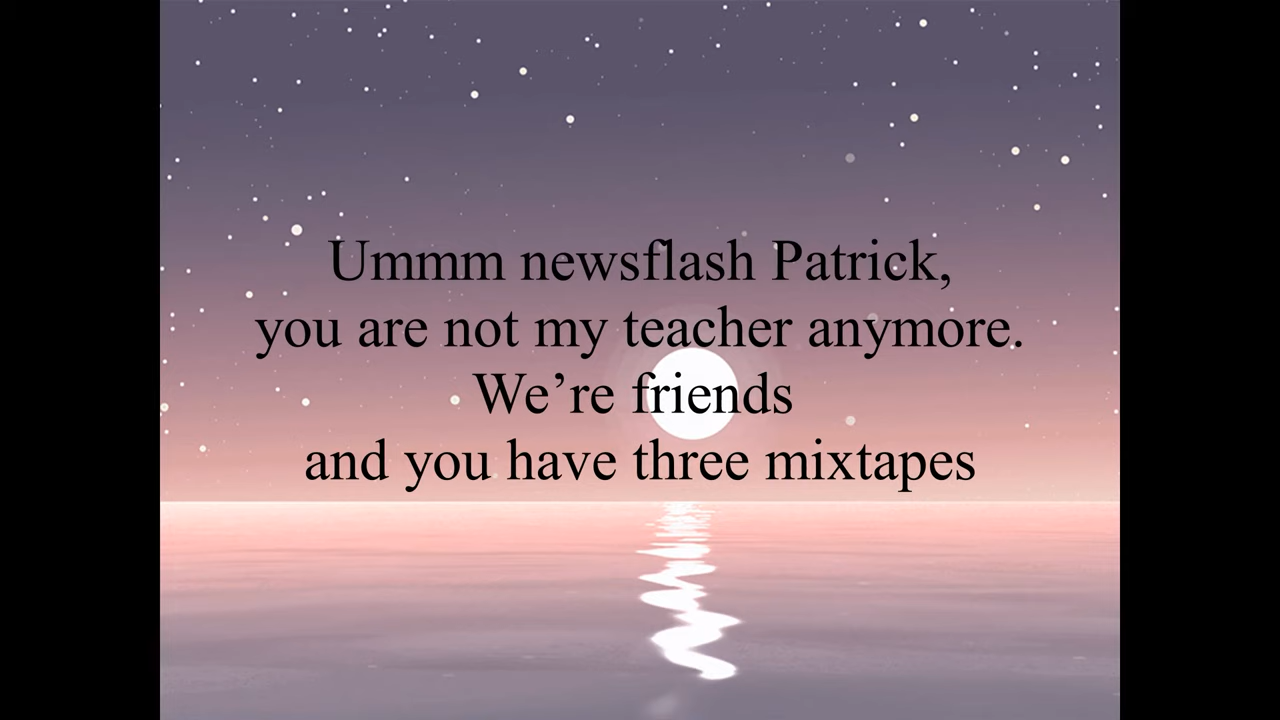 Ummm newsflash Patrick,
you are not my teacher anymore.
We’re friends
and you have three mixtapes